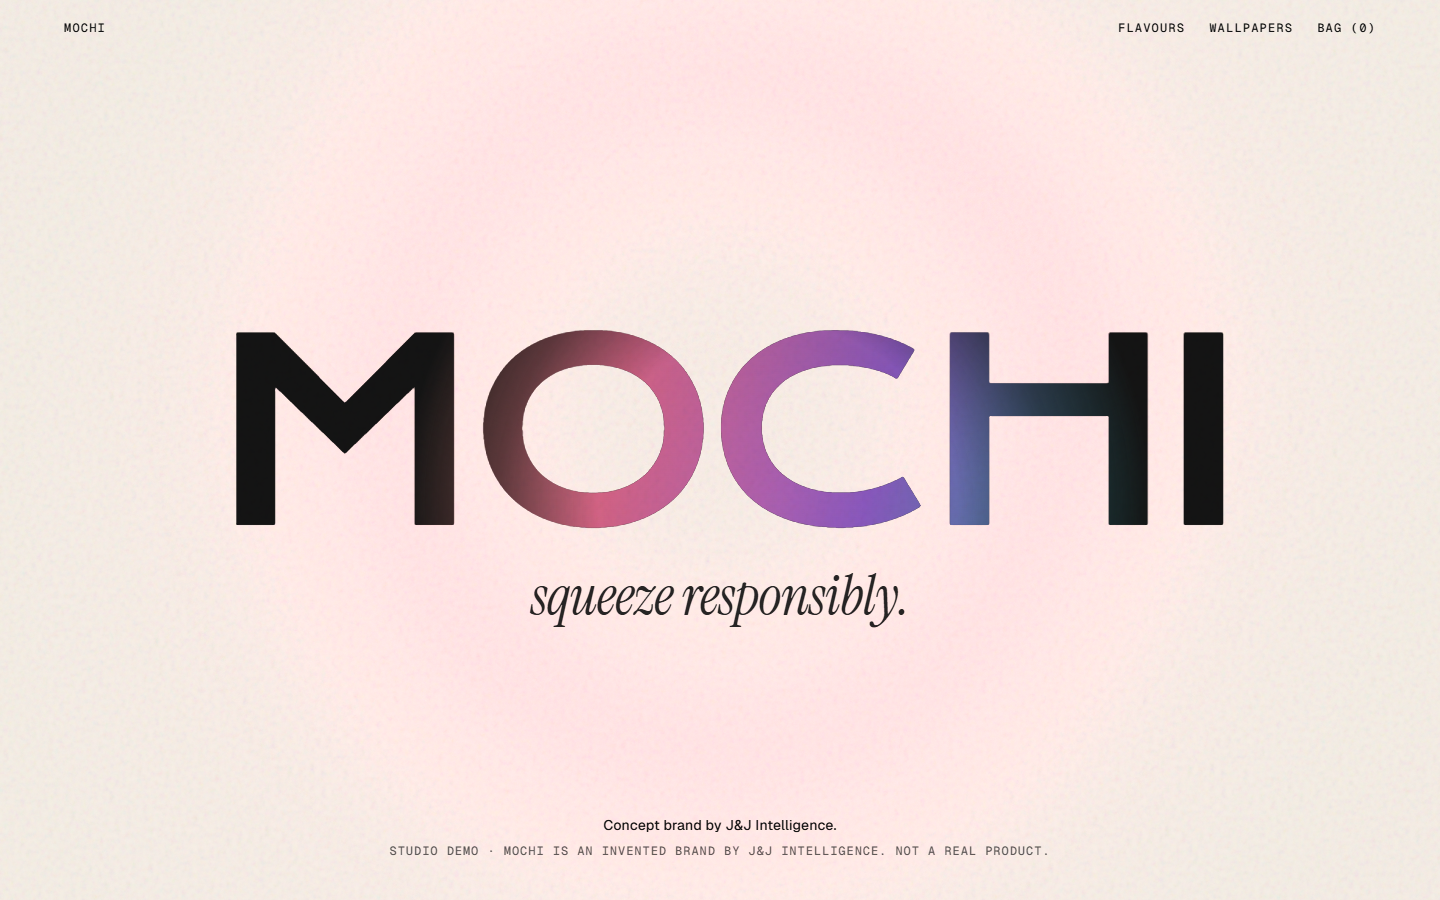 MOCHI
FLAVOURS WALLPAPERS BAG (0)
MOCHI
squeeze responsibly.
Concept brand by J&J Intelligence.
STUDIO DEMO · MOCHI IS AN INVENTED BRAND BY J&J INTELLIGENCE. NOT A REAL PRODUCT.